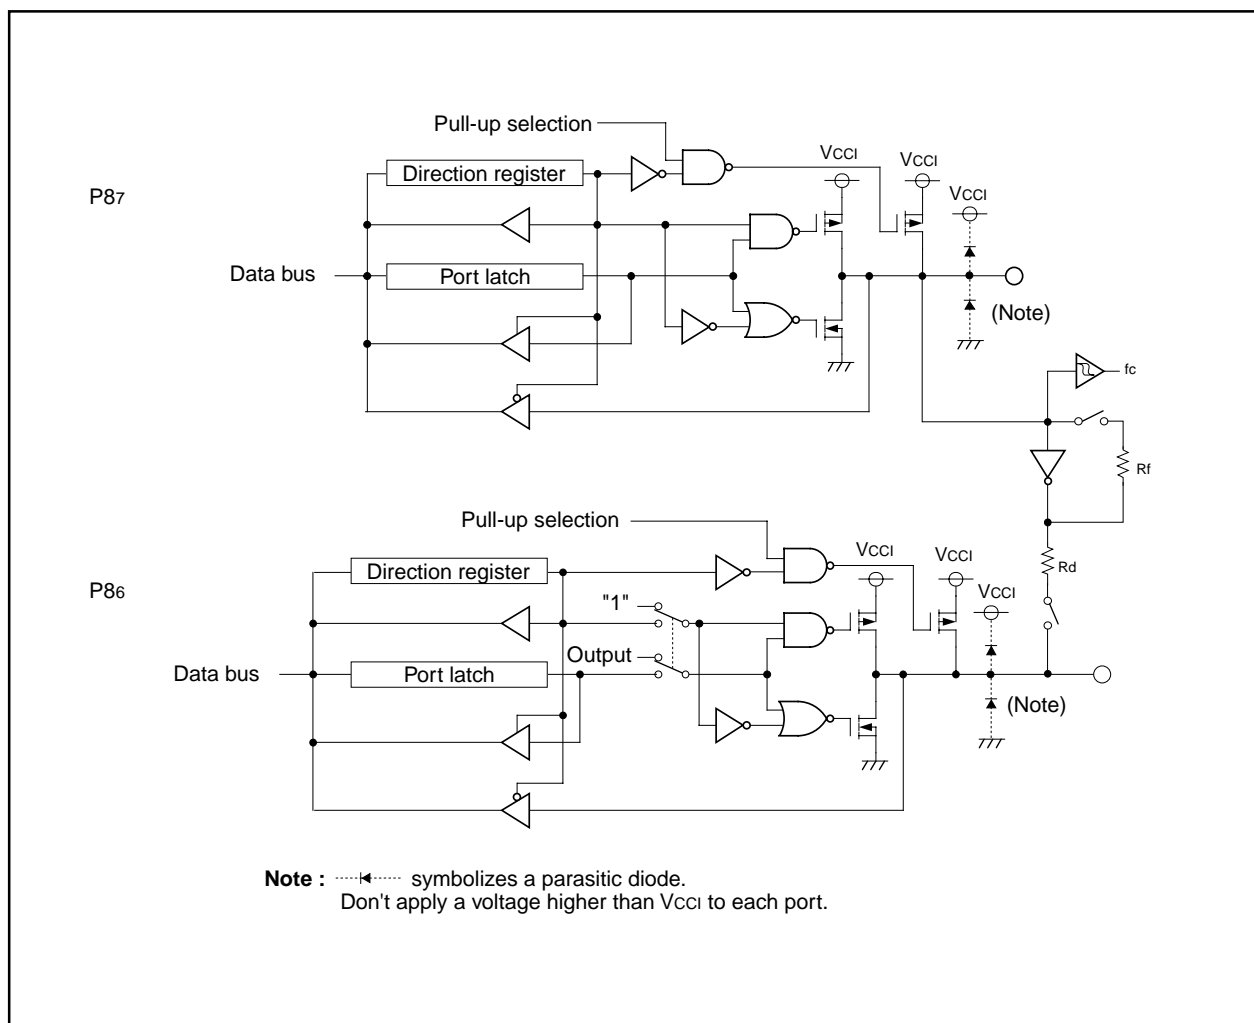 Pull-up selection
VCCI
VCCI
Direction register
P87
VCCI
Data bus
Port latch
(Note)
fc
Rf
Pull-up selection
VCCI
VCCI
Direction register
Rd
P86
"1"
VCCI
Output
Data bus
Port latch
(Note)
Note : symbolizes a parasitic diode.
Don't apply a voltage higher than VCCI to each port.